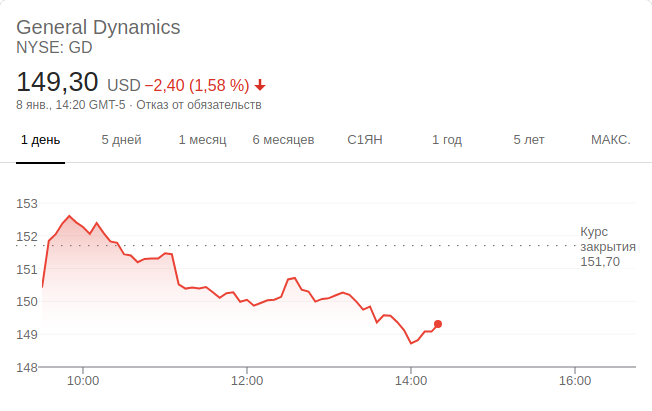 General Dynamics
NYSE: GD
149,30 USD −2,40 (1,58 %)
8 янв., 14:20 GMT-5 · Отказ от обязательств
1 день 5 дней 1 месяц 6 месяцев С1ЯН 1 год 5 лет МАКС.
153
152
151
150
149
148
Курс
закрытия
151,70
10:00 12:00 14:00 16:00